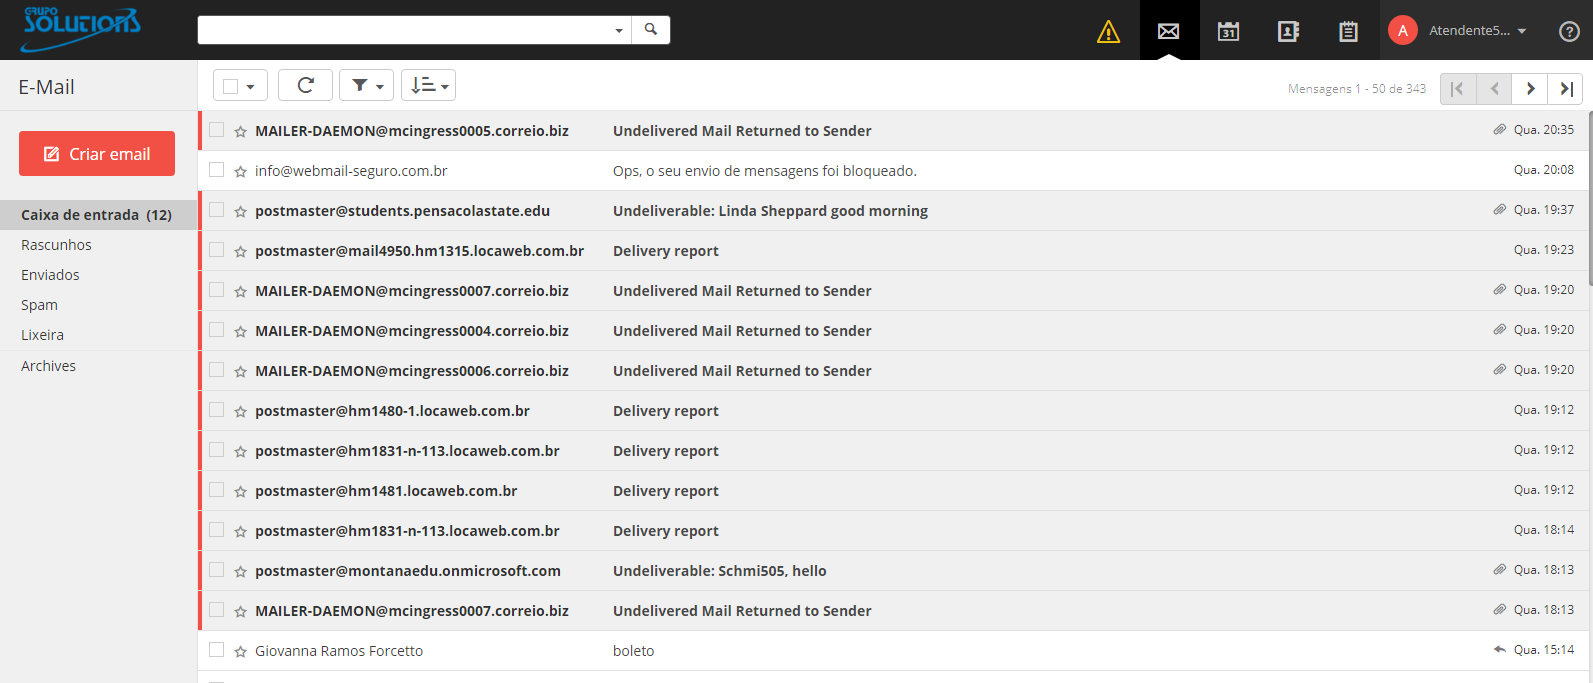 GRUPO
SOLUTIONS
31
A
Atendente5...
?
E-Mail
Mensagens 1 - 50 de 343
Criar email
Caixa de entrada (12)
Rascunhos
Enviados
Spam
Lixeira
Archives
MAILER-DAEMON@mcingress0005.correio.biz Undelivered Mail Returned to Sender Qua. 20:35
info@webmail-seguro.com.br Ops, o seu envio de mensagens foi bloqueado. Qua. 20:08
postmaster@students.pensacolastate.edu Undeliverable: Linda Sheppard good morning Qua. 19:37
postmaster@mail4950.hm1315.locaweb.com.br Delivery report Qua. 19:23
MAILER-DAEMON@mcingress0007.correio.biz Undelivered Mail Returned to Sender Qua. 19:20
MAILER-DAEMON@mcingress0004.correio.biz Undelivered Mail Returned to Sender Qua. 19:20
MAILER-DAEMON@mcingress0006.correio.biz Undelivered Mail Returned to Sender Qua. 19:20
postmaster@hm1480-1.locaweb.com.br Delivery report Qua. 19:12
postmaster@hm1831-n-113.locaweb.com.br Delivery report Qua. 19:12
postmaster@hm1481.locaweb.com.br Delivery report Qua. 19:12
postmaster@hm1831-n-113.locaweb.com.br Delivery report Qua. 18:14
postmaster@montanaedu.onmicrosoft.com Undeliverable: Schmi505, hello Qua. 18:13
MAILER-DAEMON@mcingress0007.correio.biz Undelivered Mail Returned to Sender Qua. 18:13
Giovanna Ramos Forcetto boleto Qua. 15:14